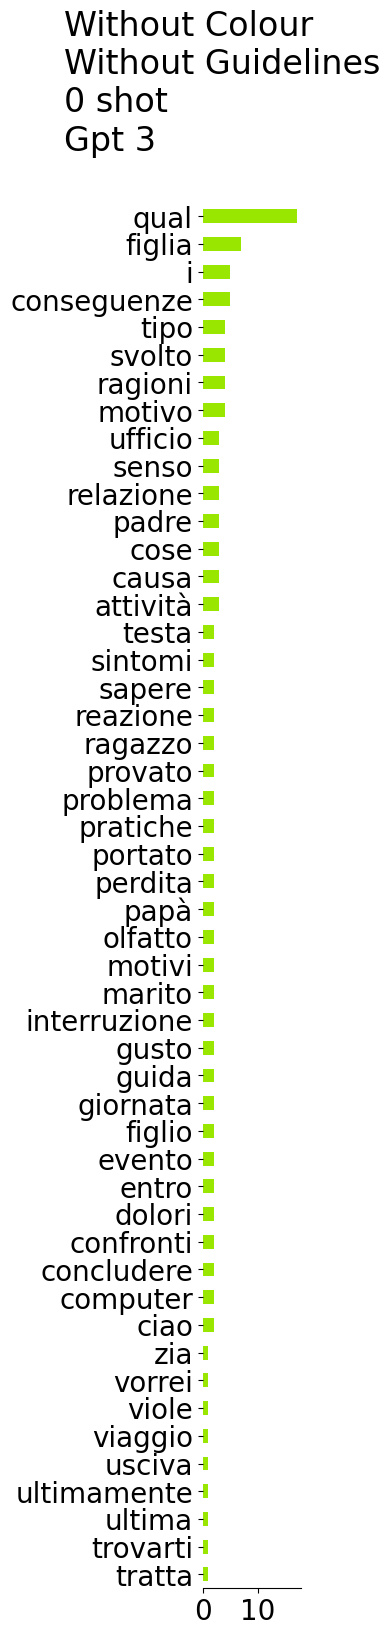 Without Colour
Without Guidelines
0 shot
Gpt 3
qual
figlia
i
conseguenze
tipo
svolto
ragioni
motivo
ufficio
senso
relazione
padre
cose
causa
attività
testa
sintomi
sapere
reazione
ragazzo
provato
problema
pratiche
portato
perdita
papà
olfatto
motivi
marito
interruzione
gusto
guida
giornata
figlio
evento
entro
dolori
confronti
concludere
computer
ciao
zia
vorrei
viole
viaggio
usciva
ultimamente
ultima
trovarti
tratta
0 10